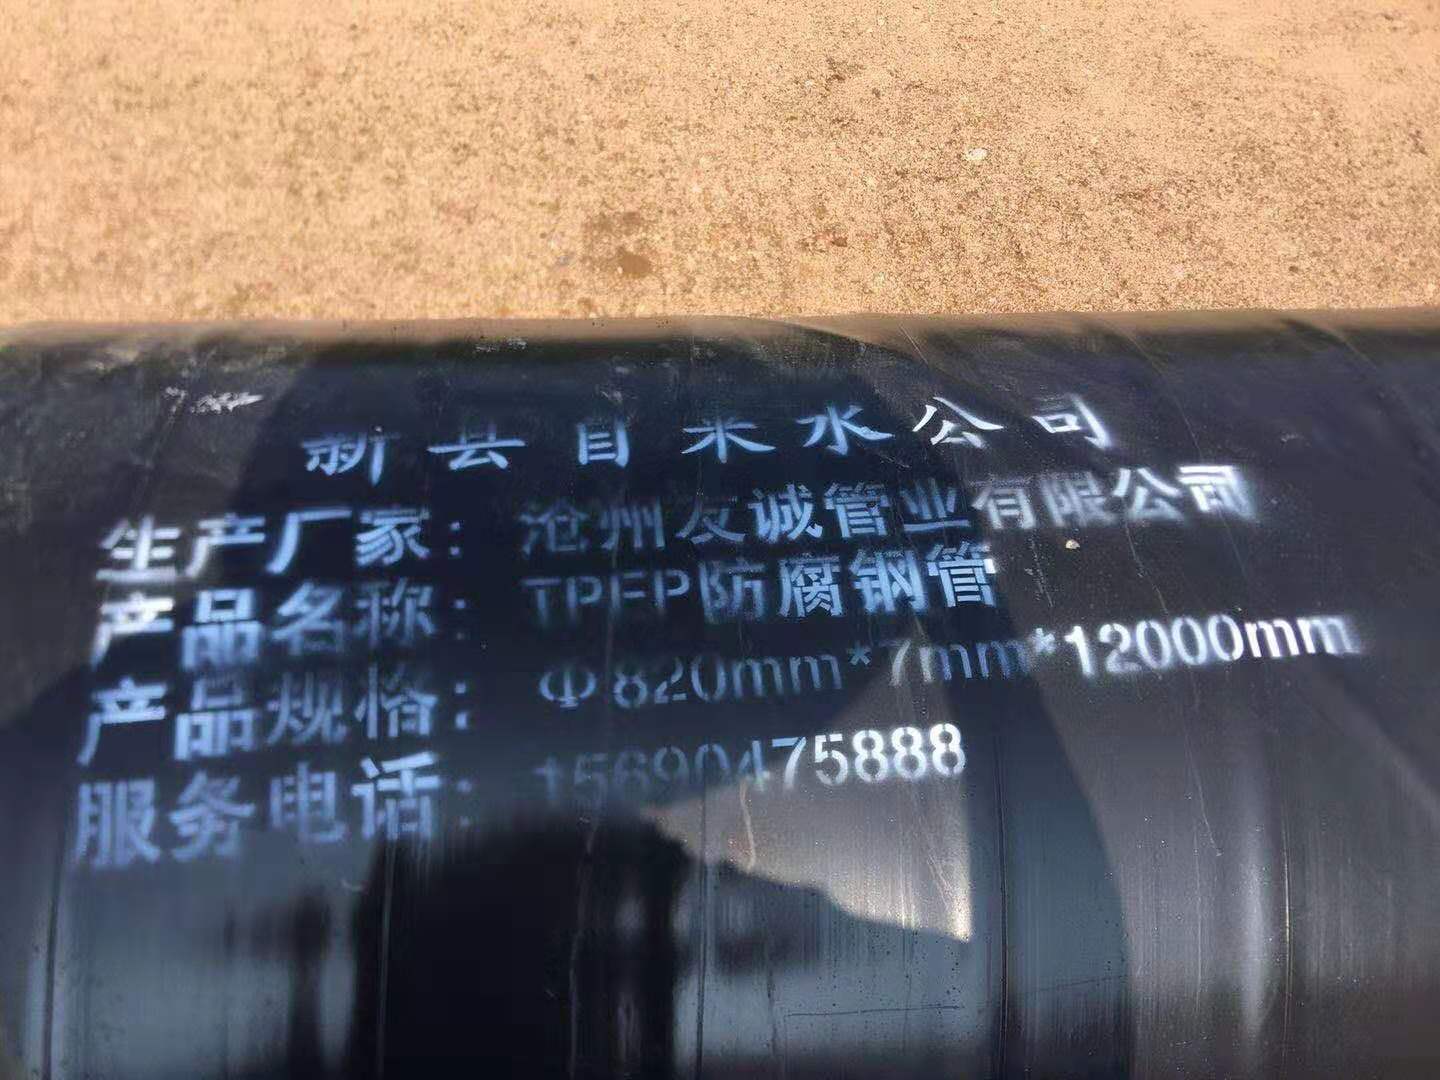 新县自来水公司
生产厂家：沧州友诚管业有限公司
产品名称：TPEP防腐钢管
产品规格：Φ820mm*7mm*12000mm
服务电话：15690475888